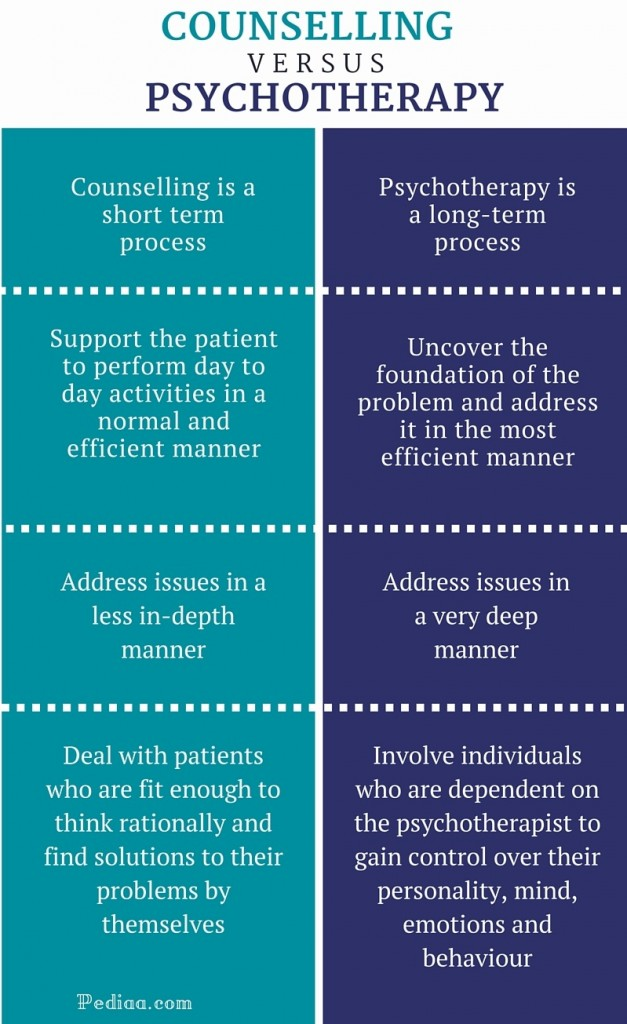 COUNSELLING
VERSUS
PSYCHOTHERAPY
Counselling is a
short term
process
Psychotherapy is
a long-term
process
Support the patient
to perform day to
day activities in a
normal and
efficient manner
Uncover the
foundation of the
problem and address
it in the most
efficient manner
Address issues in a
less in-depth
manner
Address issues in
a very deep
manner
Deal with patients
who are fit enough to
think rationally and
find solutions to their
problems by
themselves
Involve individuals
who are dependent on
the psychotherapist to
gain control over their
personality, mind,
emotions and
behaviour
Pediaa.com